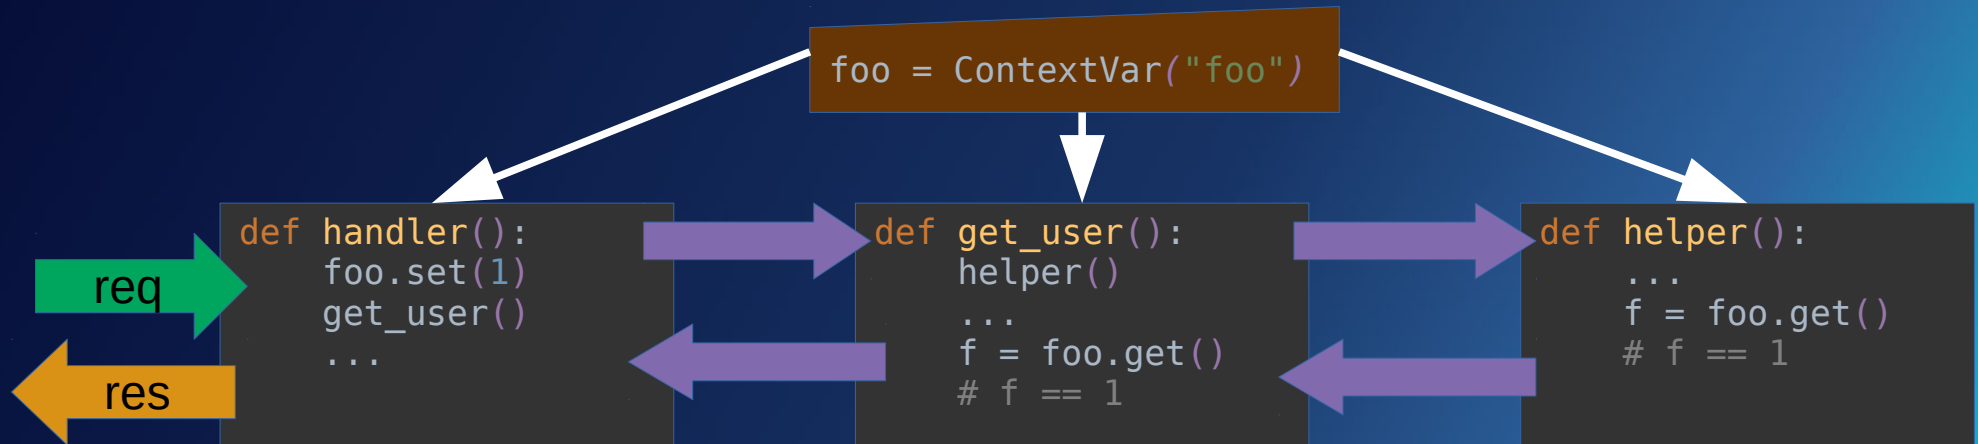 foo = ContextVar("foo")
req
res
def handler():
    foo.set(1)
    get_user()
    ...
def get_user():
    helper()
    ...
    f = foo.get()
    # f == 1
def helper():
    ...
    f = foo.get()
    # f == 1